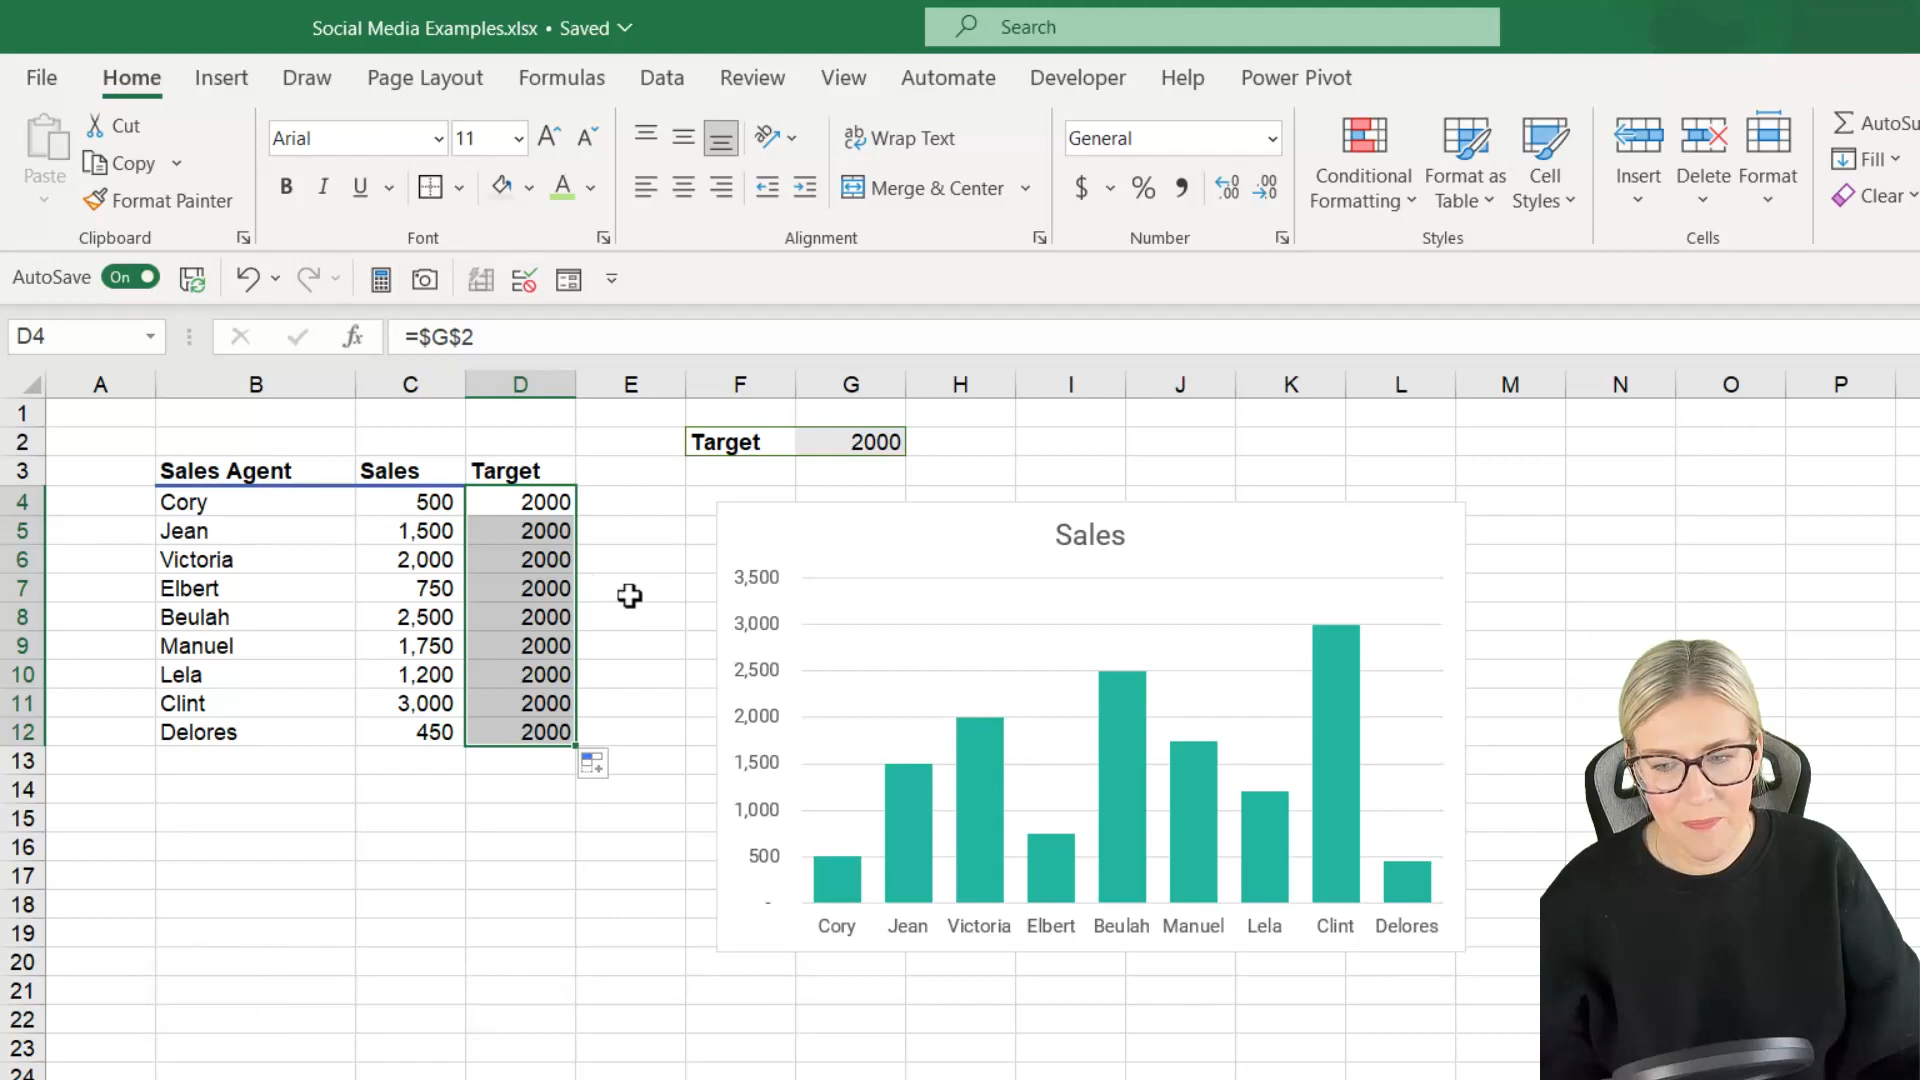 Social Media Examples.xlsx • Saved
Search
File Home Insert Draw Page Layout Formulas Data Review View Automate Developer Help Power Pivot
Paste
Cut
Copy
Format Painter
Clipboard
Arial 11
B I U A
Font
Wrap Text
Merge & Center
Alignment
General
$ % 9 .00
Number
Conditional Formatting
Format as Table
Cell Styles
Styles
Insert Delete Format
Cells
AutoSu
Fill
Clear
AutoSave On
D4 fx =$G$2
A B C D E F G H I J K L M N O P
1
2 Target 2000
3 Sales Agent Sales Target
4 Cory 500 2000
5 Jean 1,500 2000
6 Victoria 2,000 2000
7 Elbert 750 2000
8 Beulah 2,500 2000
9 Manuel 1,750 2000
10 Lela 1,200 2000
11 Clint 3,000 2000
12 Delores 450 2000
13
14
15
16
17
18
19
20
21
22
23
24
Sales
3,500
3,000
2,500
2,000
1,500
1,000
500
-
Cory Jean Victoria Elbert Beulah Manuel Lela Clint Delores